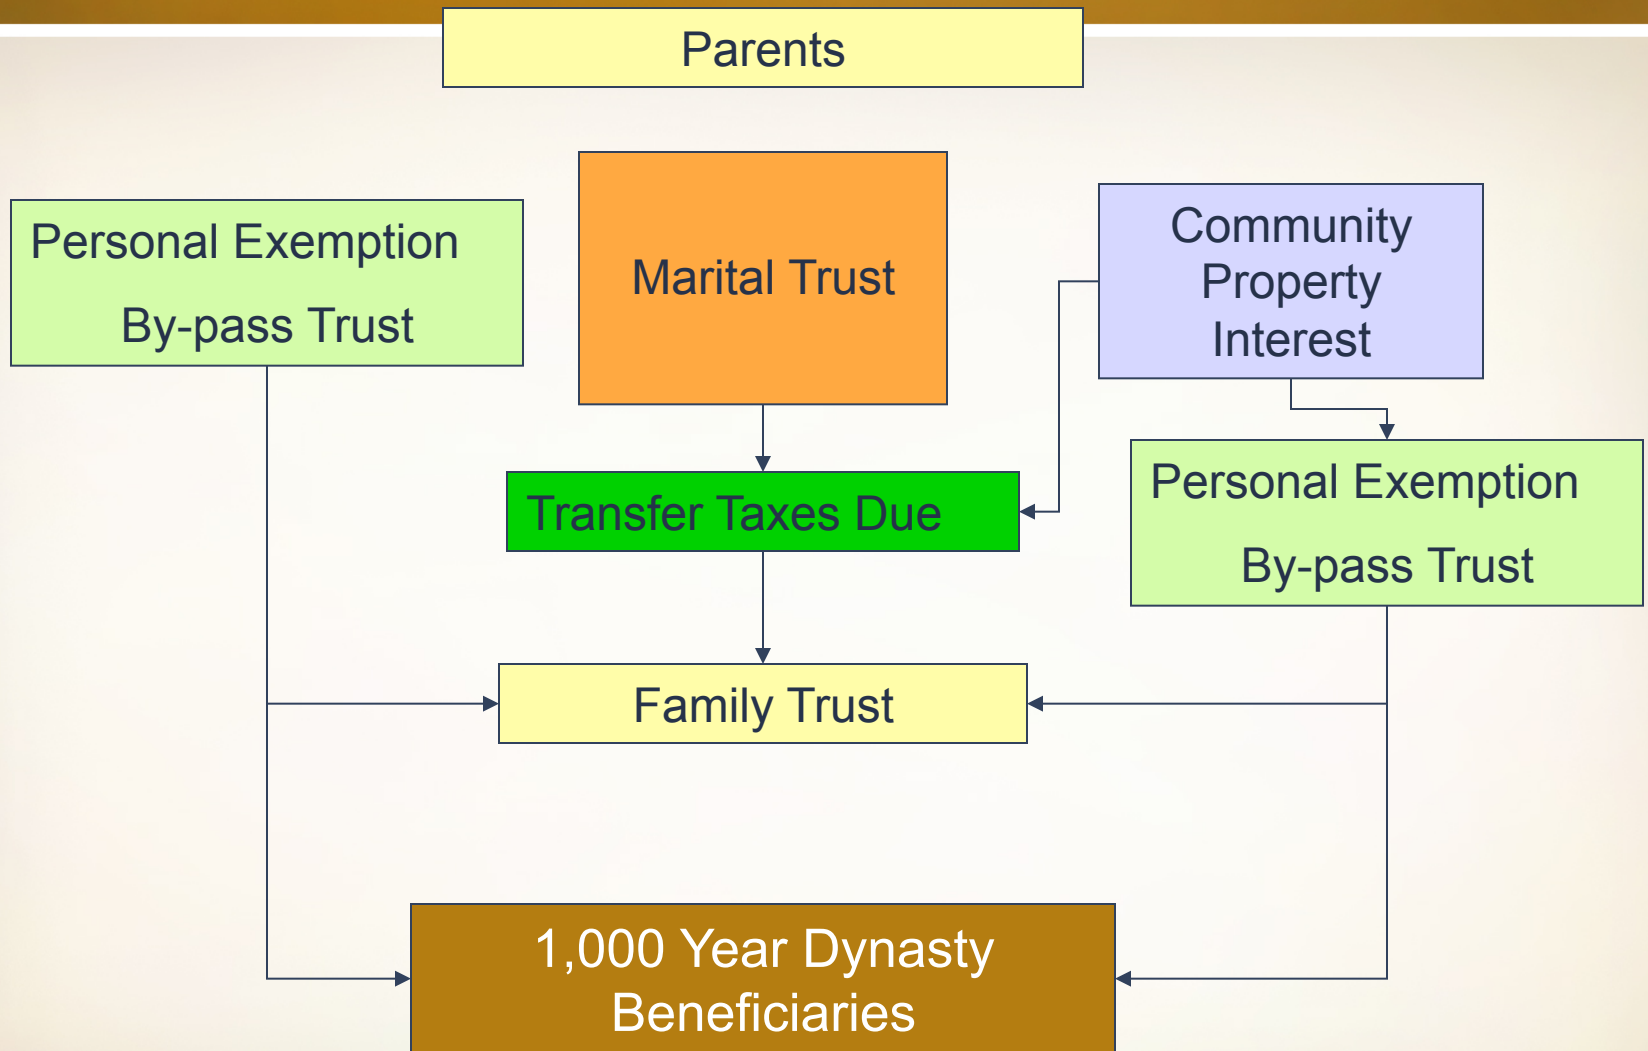 Parents
Personal Exemption
By-pass Trust
Marital Trust
Community
Property
Interest
Transfer Taxes Due
Personal Exemption
By-pass Trust
Family Trust
1,000 Year Dynasty
Beneficiaries